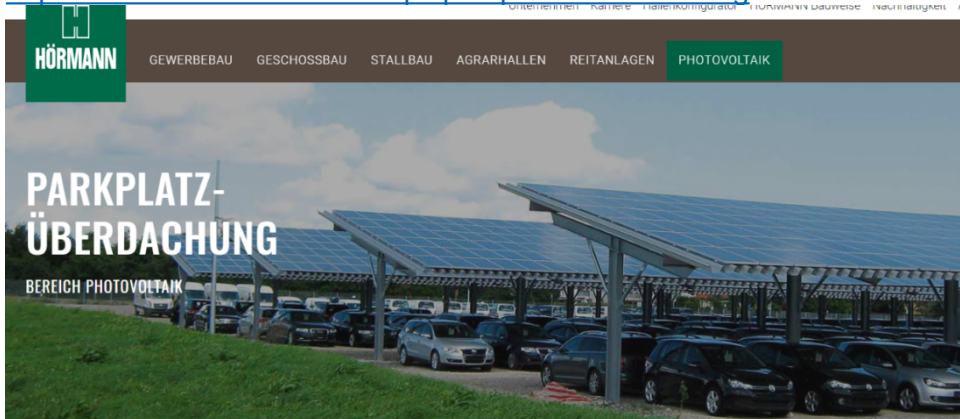 Unternehmen Karriere Hallenkonfigurator HÖRMANN Bauweise Nachhaltigkeit
HÖRMANN
GEWERBEBAU GESCHOSSBAU STALLBAU AGRARHALLEN REITANLAGEN PHOTOVOLTAIK
PARKPLATZ-
ÜBERDACHUNG
BEREICH PHOTOVOLTAIK